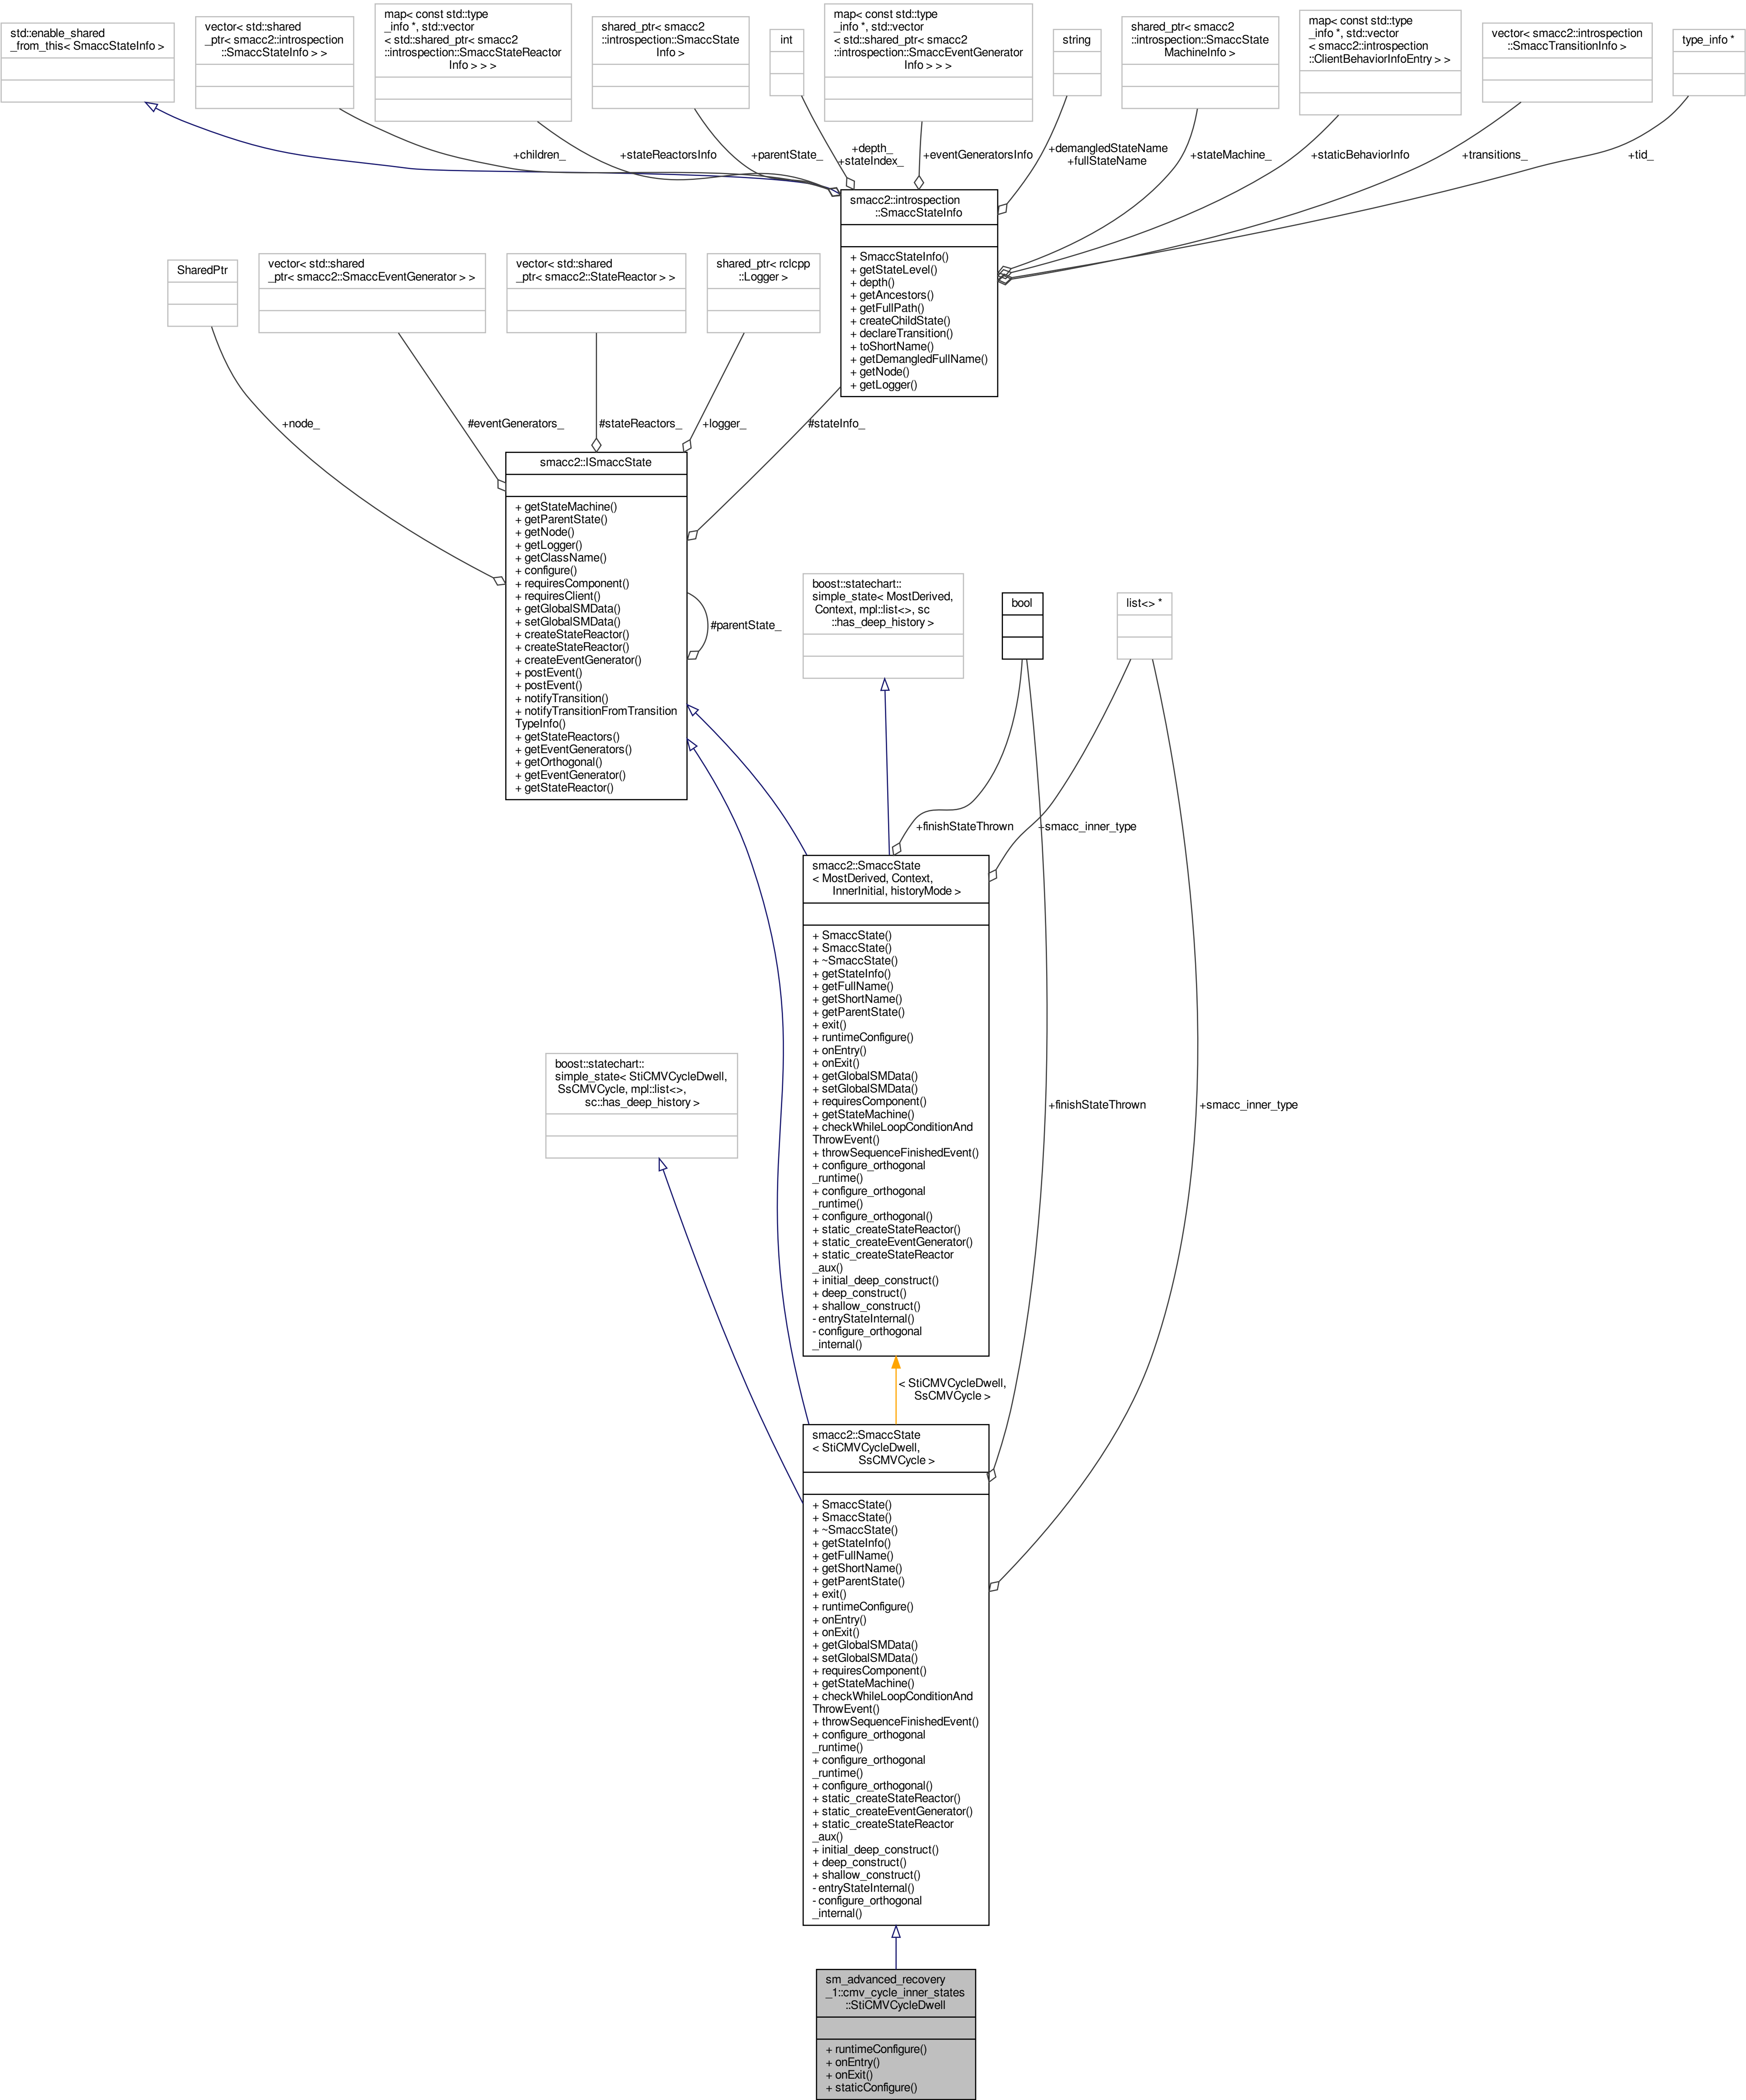 std::enable_shared
_from_this< SmaccStateInfo >
vector< std::shared
_ptr< smacc2::introspection
::SmaccStateInfo > >
map< const std::type
_info *, std::vector
< std::shared_ptr< smacc2
::introspection::SmaccStateReactor
Info > > >
shared_ptr< smacc2
::introspection::SmaccState
Info >
int
map< const std::type
_info *, std::vector
< std::shared_ptr< smacc2
::introspection::SmaccEventGenerator
Info > > >
string
shared_ptr< smacc2
::introspection::SmaccState
MachineInfo >
map< const std::type
_info *, std::vector
< smacc2::introspection
::ClientBehaviorInfoEntry > >
vector< smacc2::introspection
::SmaccTransitionInfo >
type_info *
+children_
+stateReactorsInfo
+parentState_
+depth_
+stateIndex_
+eventGeneratorsInfo
+demangledStateName
+fullStateName
+stateMachine_
+staticBehaviorInfo
+transitions_
+tid_
smacc2::introspection
::SmaccStateInfo
+ SmaccStateInfo()
+ getStateLevel()
+ depth()
+ getAncestors()
+ getFullPath()
+ createChildState()
+ declareTransition()
+ toShortName()
+ getDemangledFullName()
+ getNode()
+ getLogger()
SharedPtr
vector< std::shared
_ptr< smacc2::SmaccEventGenerator > >
vector< std::shared
_ptr< smacc2::StateReactor > >
shared_ptr< rclcpp
::Logger >
+node_
#eventGenerators_
#stateReactors_
+logger_
#stateInfo_
smacc2::ISmaccState
+ getStateMachine()
+ getParentState()
+ getNode()
+ getLogger()
+ getClassName()
+ configure()
+ requiresComponent()
+ requiresClient()
+ getGlobalSMData()
+ setGlobalSMData()
+ createStateReactor()
+ createStateReactor()
+ createEventGenerator()
+ postEvent()
+ postEvent()
+ notifyTransition()
+ notifyTransitionFromTransition
TypeInfo()
+ getStateReactors()
+ getEventGenerators()
+ getOrthogonal()
+ getEventGenerator()
+ getStateReactor()
#parentState_
boost::statechart::
simple_state< MostDerived,
Context, mpl::list<>, sc
::has_deep_history >
bool
list<> *
+finishStateThrown
+smacc_inner_type
smacc2::SmaccState
< MostDerived, Context,
InnerInitial, historyMode >
+ SmaccState()
+ SmaccState()
+ ~SmaccState()
+ getStateInfo()
+ getFullName()
+ getShortName()
+ getParentState()
+ exit()
+ runtimeConfigure()
+ onEntry()
+ onExit()
+ getGlobalSMData()
+ setGlobalSMData()
+ requiresComponent()
+ getStateMachine()
+ checkWhileLoopConditionAnd
ThrowEvent()
+ throwSequenceFinishedEvent()
+ configure_orthogonal
_runtime()
+ configure_orthogonal
_runtime()
+ configure_orthogonal()
+ static_createStateReactor()
+ static_createEventGenerator()
+ static_createStateReactor
_aux()
+ initial_deep_construct()
+ deep_construct()
+ shallow_construct()
- entryStateInternal()
- configure_orthogonal
_internal()
boost::statechart::
simple_state< StiCMVCycleDwell,
SsCMVCycle, mpl::list<>,
sc::has_deep_history >
+finishStateThrown
+smacc_inner_type
< StiCMVCycleDwell,
SsCMVCycle >
smacc2::SmaccState
< StiCMVCycleDwell,
SsCMVCycle >
+ SmaccState()
+ SmaccState()
+ ~SmaccState()
+ getStateInfo()
+ getFullName()
+ getShortName()
+ getParentState()
+ exit()
+ runtimeConfigure()
+ onEntry()
+ onExit()
+ getGlobalSMData()
+ setGlobalSMData()
+ requiresComponent()
+ getStateMachine()
+ checkWhileLoopConditionAnd
ThrowEvent()
+ throwSequenceFinishedEvent()
+ configure_orthogonal
_runtime()
+ configure_orthogonal
_runtime()
+ configure_orthogonal()
+ static_createStateReactor()
+ static_createEventGenerator()
+ static_createStateReactor
_aux()
+ initial_deep_construct()
+ deep_construct()
+ shallow_construct()
- entryStateInternal()
- configure_orthogonal
_internal()
sm_advanced_recovery
_1::cmv_cycle_inner_states
::StiCMVCycleDwell
+ runtimeConfigure()
+ onEntry()
+ onExit()
+ staticConfigure()